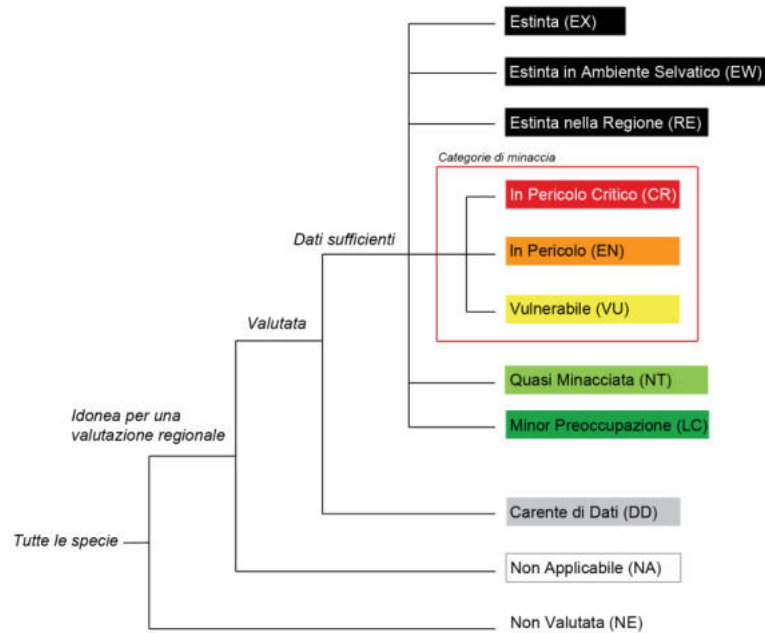 Estinta (EX)
Estinta in Ambiente Selvatico (EW)
Estinta nella Regione (RE)
Categorie di minaccia
In Pericolo Critico (CR)
Dati sufficienti
In Pericolo (EN)
Valutata
Vulnerabile (VU)
Quasi Minacciata (NT)
Idonea per una
valutazione regionale
Minor Preoccupazione (LC)
Carente di Dati (DD)
Tutte le specie
Non Applicabile (NA)
Non Valutata (NE)